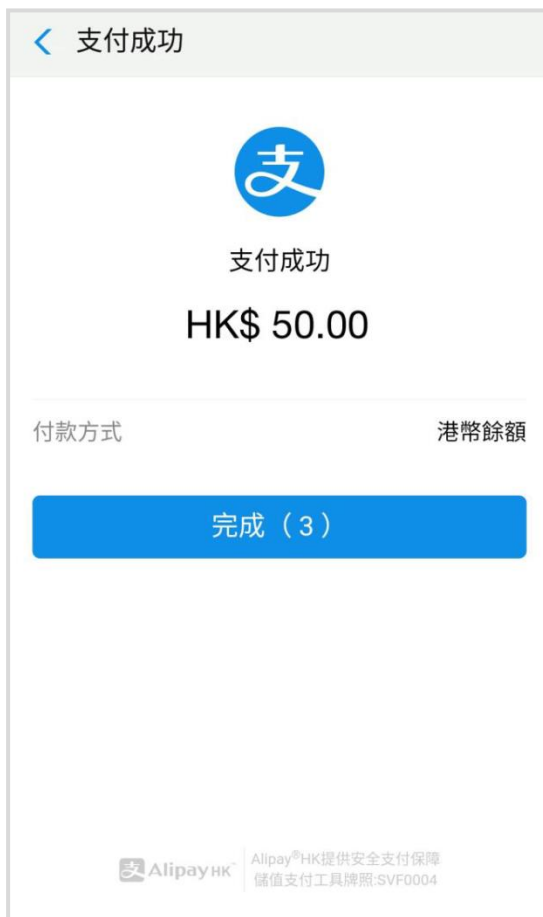 支付成功
支
支付成功
HK$ 50.00
付款方式 港幣餘額
完成（3）
支 AlipayHK
Alipay®HK提供安全支付保障
儲值支付工具牌照:SVF0004